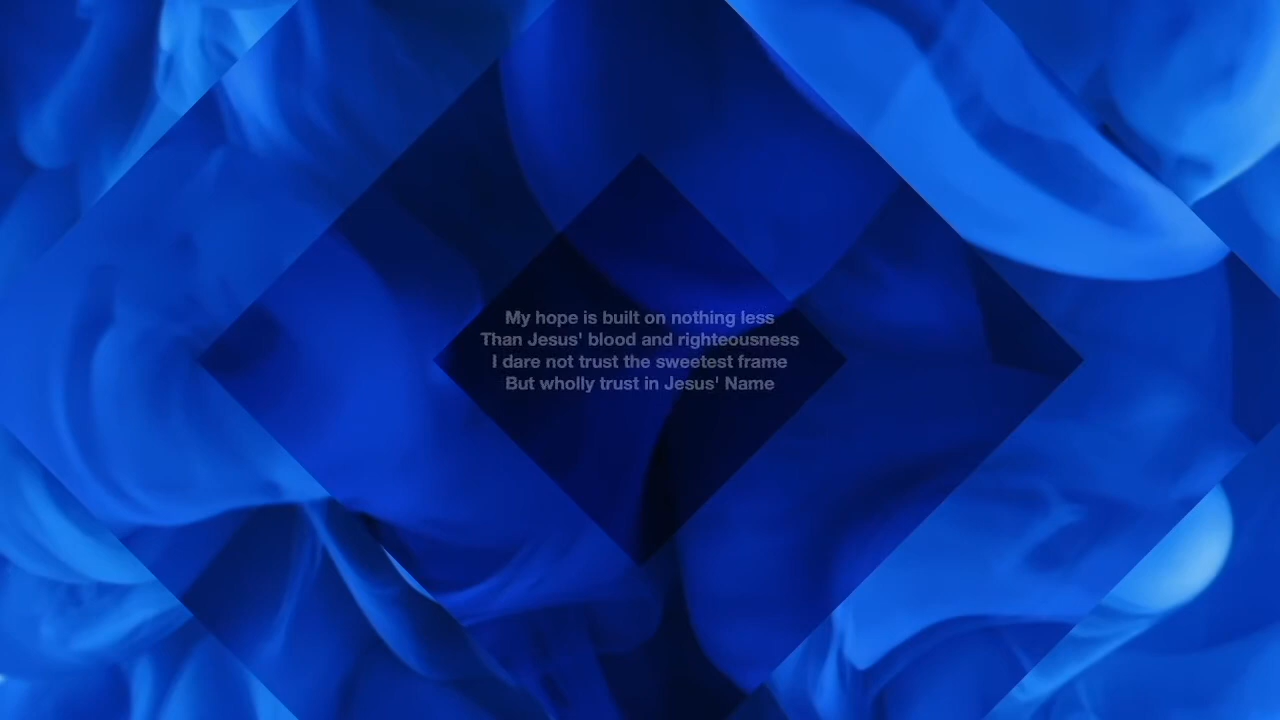 My hope is built on nothing less
Than Jesus' blood and righteousness
I dare not trust the sweetest frame
But wholly trust in Jesus' Name